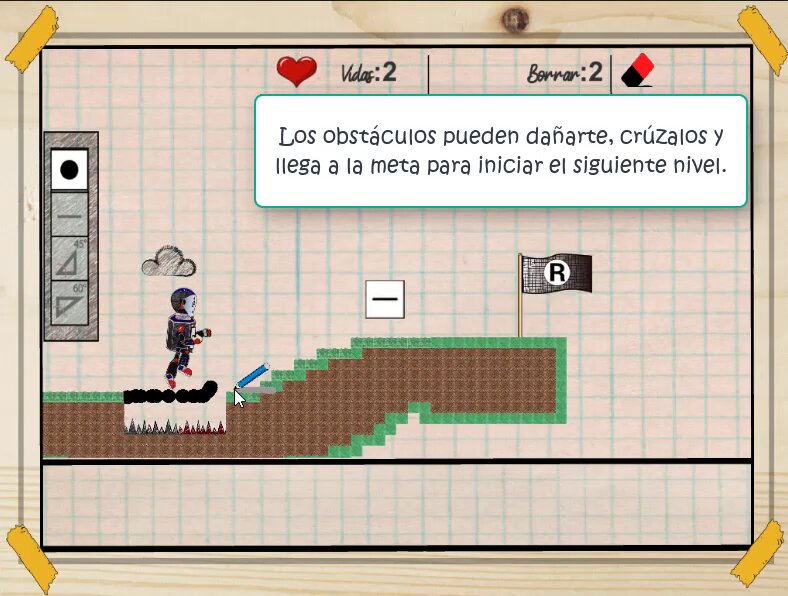 Vidas:2
Borrar:2
Los obstáculos pueden dañarte, crúzalos y
llega a la meta para iniciar el siguiente nivel.
45°
60°
R